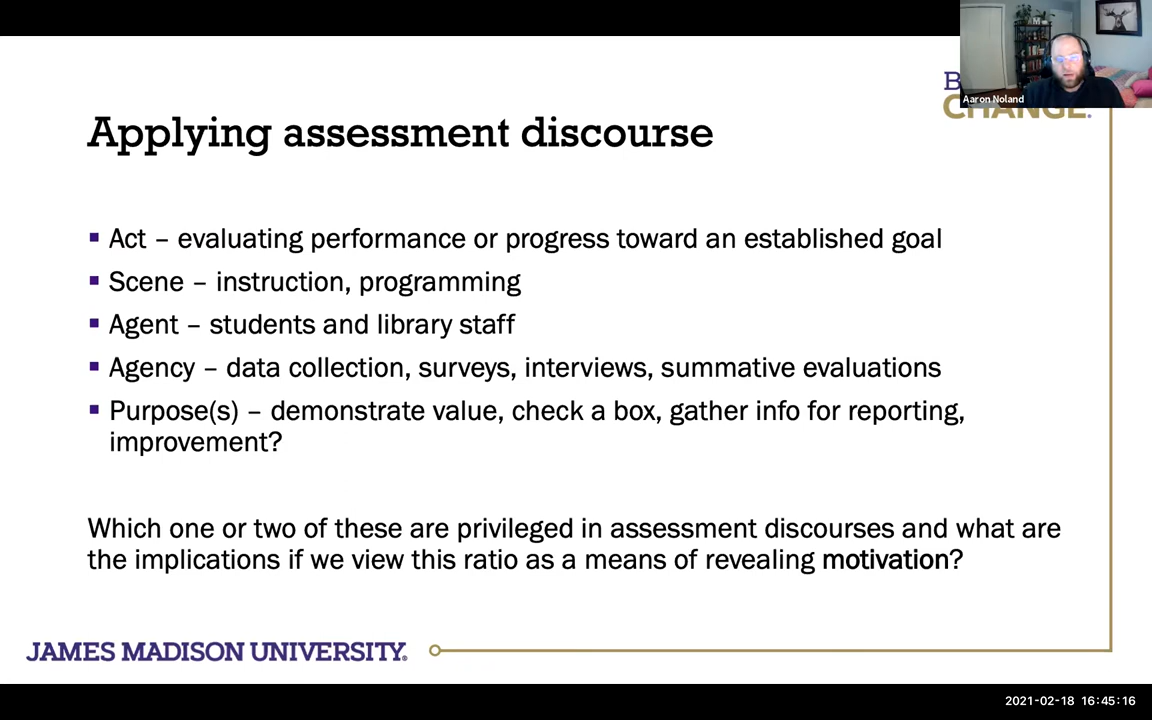 B
CHANGE.
Aaron Noland
Applying assessment discourse
▪ Act – evaluating performance or progress toward an established goal
▪ Scene – instruction, programming
▪ Agent – students and library staff
▪ Agency – data collection, surveys, interviews, summative evaluations
▪ Purpose(s) – demonstrate value, check a box, gather info for reporting,
improvement?
Which one or two of these are privileged in assessment discourses and what are
the implications if we view this ratio as a means of revealing motivation?
JAMES MADISON UNIVERSITY®
2021-02-18 16:45:16